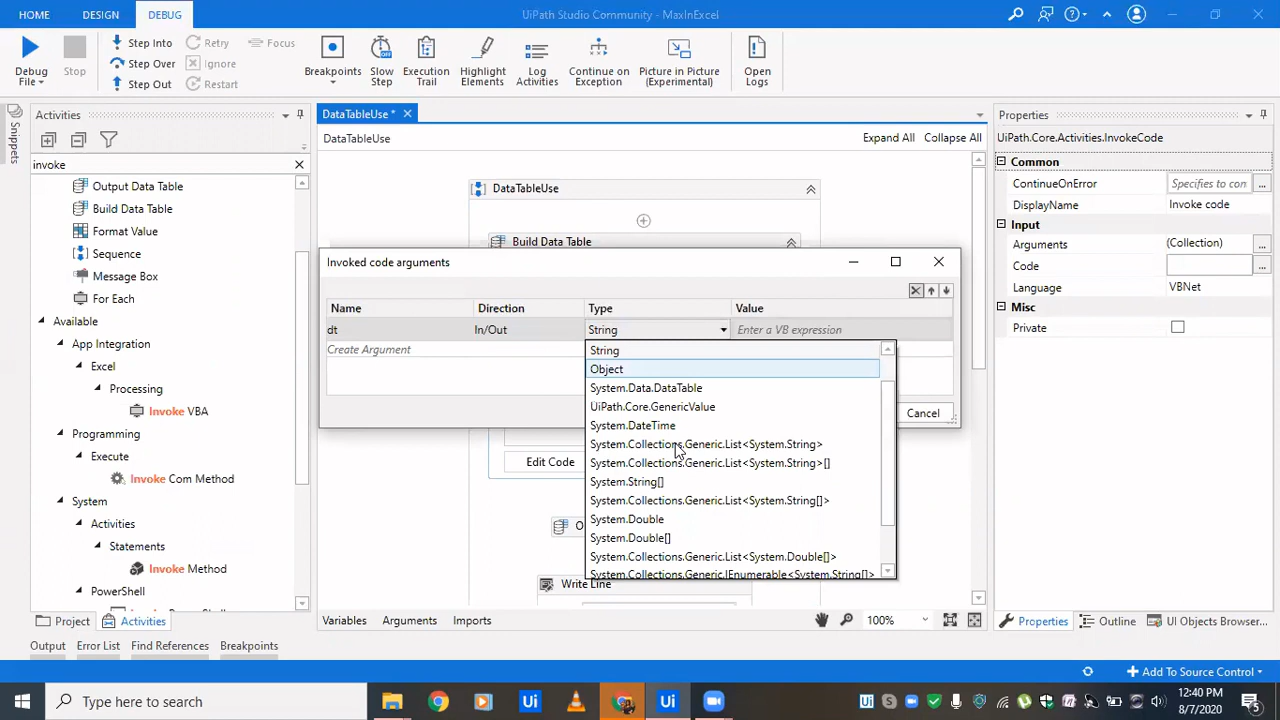 HOME DESIGN DEBUG UiPath Studio Community - MaxInExcel
Debug File Stop Step Into Step Over Step Out Retry Ignore Restart Focus Breakpoints Slow Step Execution Trail Highlight Elements Log Activities Continue on Exception Picture in Picture (Experimental) Open Logs
Snippets
Activities
invoke
Output Data Table
Build Data Table
Format Value
Sequence
Message Box
For Each
Available
App Integration
Excel
Processing
Invoke VBA
Programming
Execute
Invoke Com Method
System
Activities
Statements
Invoke Method
PowerShell
Project Activities
DataTableUse *
DataTableUse Expand All Collapse All
DataTableUse
Build Data Table
Invoked code arguments
Name Direction Type Value
dt In/Out String Enter a VB expression
Create Argument
String
Object
System.Data.DataTable
UiPath.Core.GenericValue
System.DateTime
System.Collections.Generic.List<System.String>
System.Collections.Generic.List<System.String>[]
System.String[]
System.Collections.Generic.List<System.String[]>
System.Double
System.Double[]
System.Collections.Generic.List<System.Double[]>
System.Collections.Generic.IEnumerable<System.String[]>
Cancel
Edit Code
Write Line
Variables Arguments Imports 100%
Properties
UiPath.Core.Activities.InvokeCode
Common
ContinueOnError Specifies to con ...
DisplayName Invoke code
Input
Arguments (Collection) ...
Code ...
Language VBNet
Misc
Private
Properties Outline UI Objects Browser...
Output Error List Find References Breakpoints
Add To Source Control
Type here to search
12:40 PM
8/7/2020
5